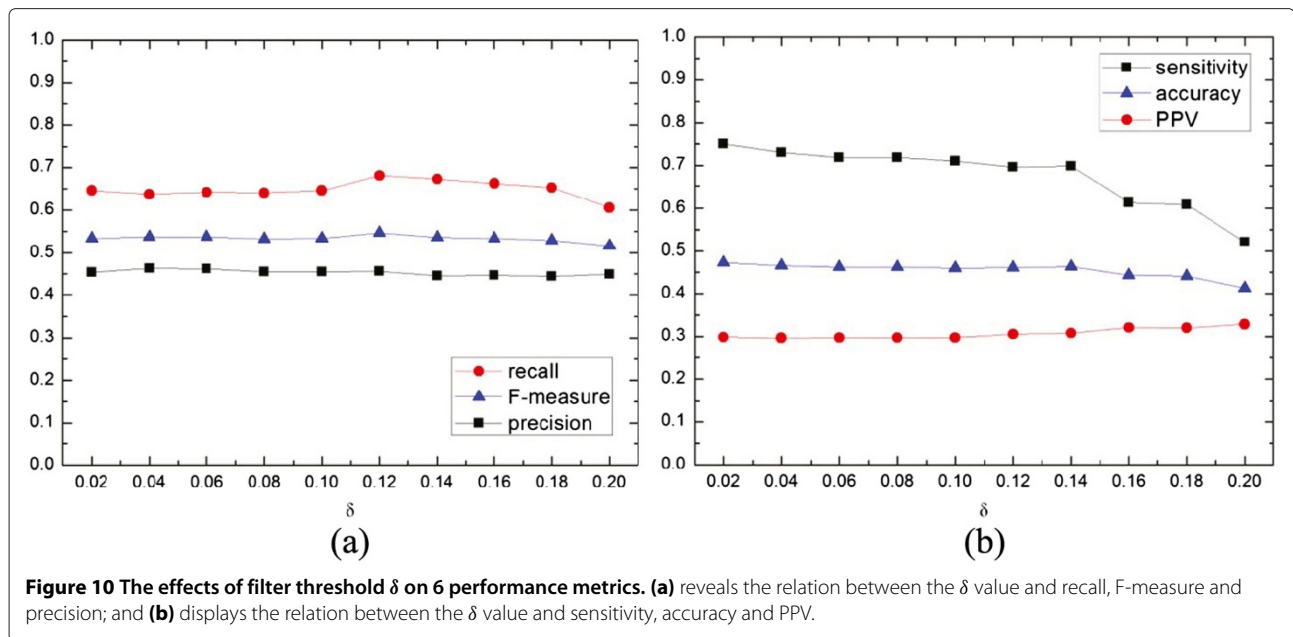 1.0
0.9
0.8
0.7
0.6
0.5
0.4
0.3
0.2
0.1
0.0
recall
F-measure
precision
0.02 0.04 0.06 0.08 0.10 0.12 0.14 0.16 0.18 0.20
δ
(a)
1.0
0.9
0.8
0.7
0.6
0.5
0.4
0.3
0.2
0.1
0.0
sensitivity
accuracy
PPV
0.02 0.04 0.06 0.08 0.10 0.12 0.14 0.16 0.18 0.20
δ
(b)
Figure 10 The effects of filter threshold δ on 6 performance metrics. (a) reveals the relation between the δ value and recall, F-measure and
precision; and (b) displays the relation between the δ value and sensitivity, accuracy and PPV.